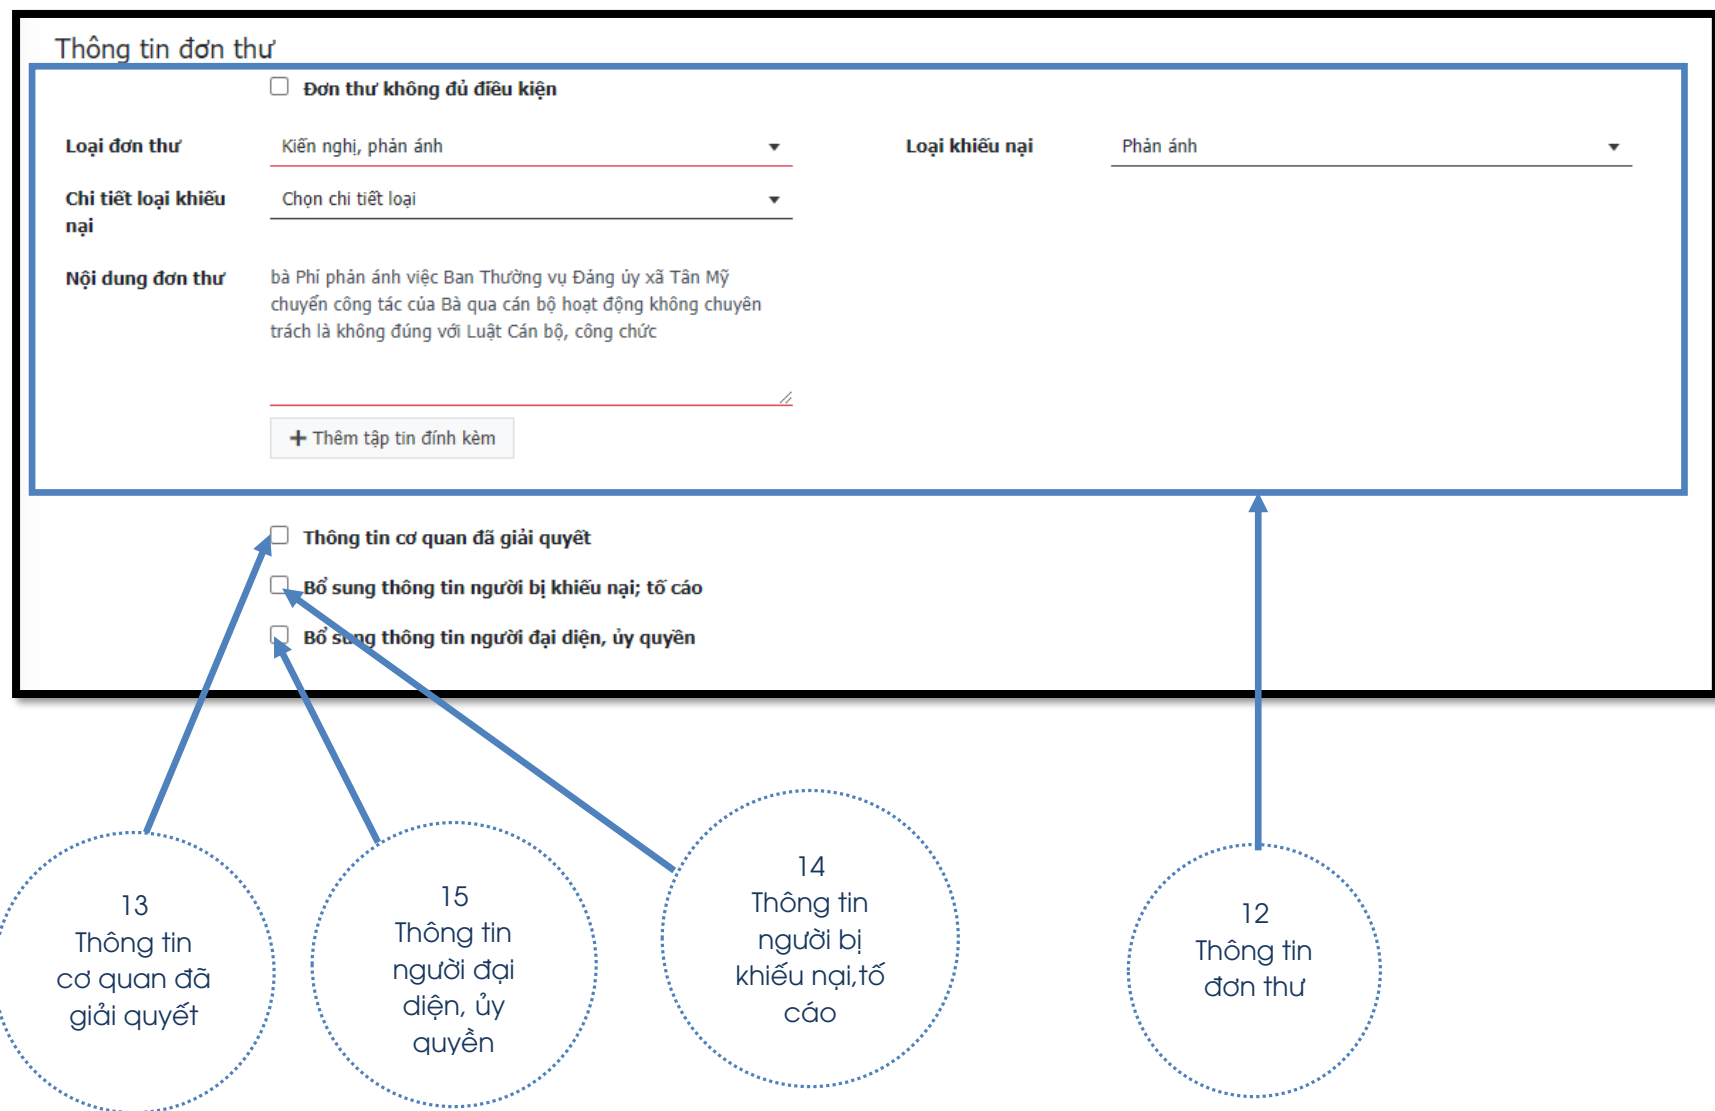 Thông tin đơn thư
Đơn thư không đủ điều kiện
Loại đơn thư
Kiến nghị, phản ánh
Loại khiếu nại
Phản ánh
Chi tiết loại khiếu
nại
Chọn chi tiết loại
Nội dung đơn thư
bà Phỉ phản ánh việc Ban Thường vụ Đảng ủy xã Tân Mỹ
chuyển công tác của Bà qua cán bộ hoạt động không chuyên
trách là không đúng với Luật Cán bộ, công chức
+ Thêm tập tin đính kèm
Thông tin cơ quan đã giải quyết
Bổ sung thông tin người bị khiếu nại; tố cáo
Bổ sung thông tin người đại diện, ủy quyền
13
Thông tin
cơ quan đã
giải quyết
15
Thông tin
người đại
diện, ủy
quyền
14
Thông tin
người bị
khiếu nại,tố
cáo
12
Thông tin
đơn thư